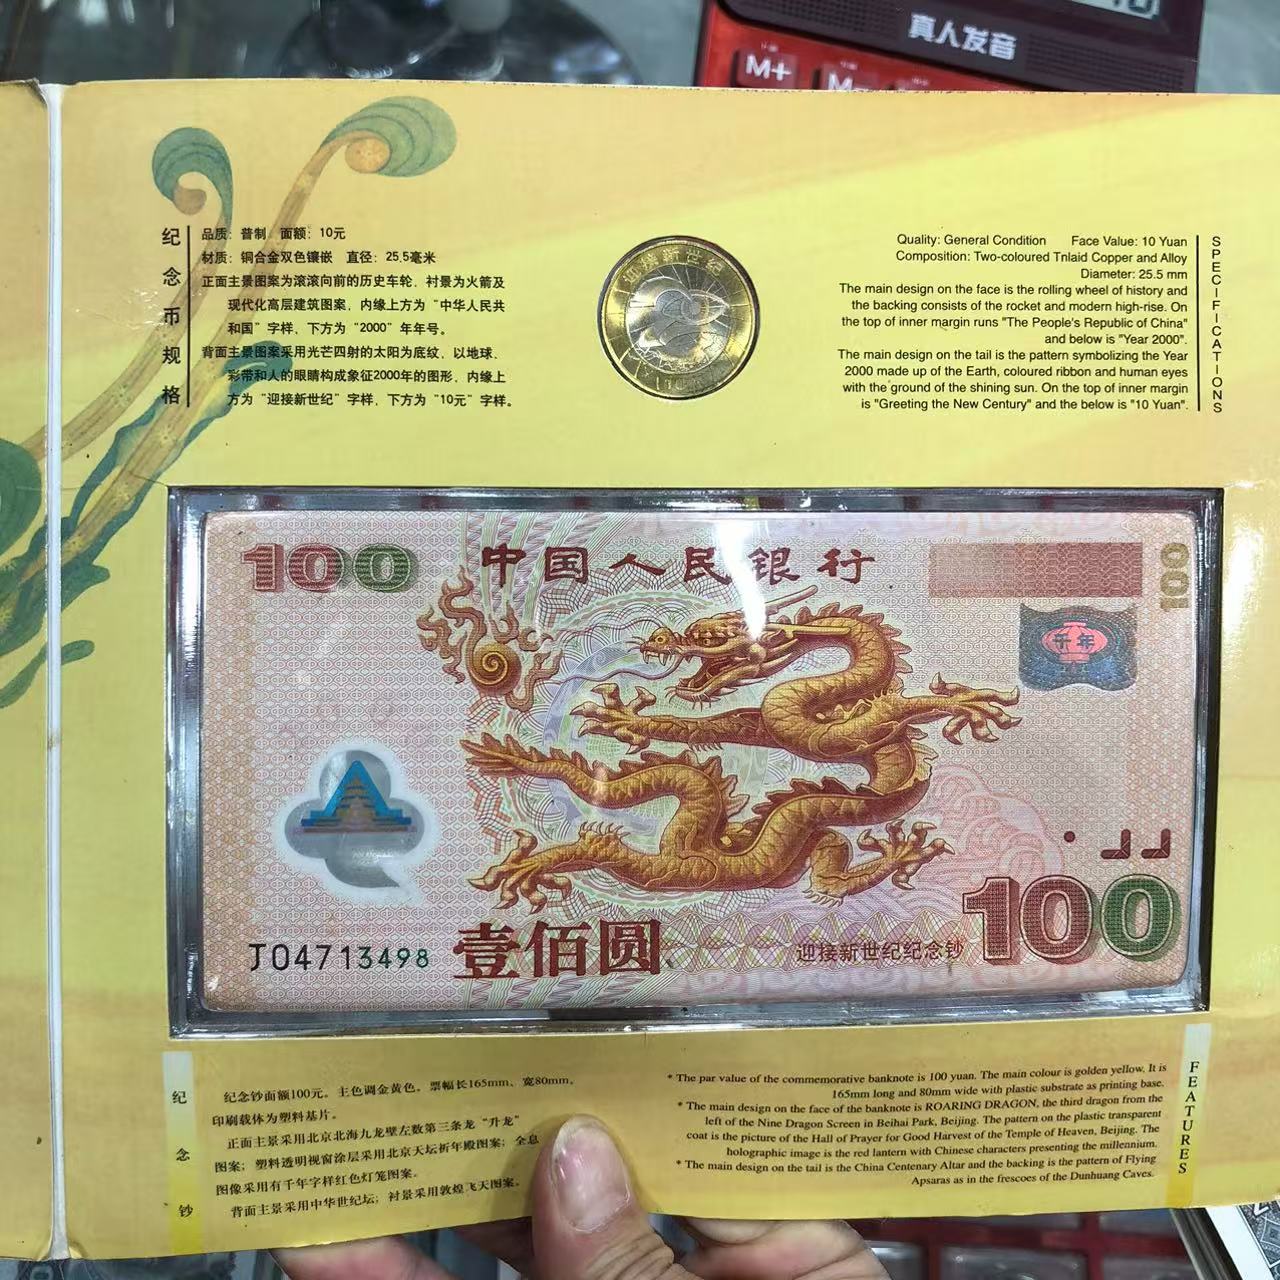 真人发音
M+
M-
纪念币规格
品质：普制 面额：10元
材质：铜合金双色镶嵌 直径：25.5毫米
正面主景图案为滚滚向前的历史车轮，衬景为火箭及
现代化高层建筑图案，内缘上方为“中华人民共
和国”字样，下方为“2000”年年号。
背面主景图案采用光芒四射的太阳为底纹，以地球、
彩带和人的眼睛构成象征2000年的图形，内缘上
方为“迎接新世纪”字样，下方为“10元”字样。
迎接新世纪
10
Quality: General Condition Face Value: 10 Yuan
Composition: Two-coloured Tnlaid Copper and Alloy
Diameter: 25.5 mm
The main design on the face is the rolling wheel of history and
the backing consists of the rocket and modern high-rise. On
the top of inner margin runs "The People's Republic of China"
and below is "Year 2000".
The main design on the tail is the pattern symbolizing the Year
2000 made up of the Earth, coloured ribbon and human eyes
with the ground of the shining sun. On the top of inner margin
is "Greeting the New Century" and the below is "10 Yuan".
SPECIFICATIONS
100
中国人民银行
100
千年
J04713498
壹佰圆
迎接新世纪纪念钞
100
纪念钞
纪念钞面额100元。主色调金黄色。票幅长165mm、宽80mm。
印刷载体为塑料基片。
正面主景采用北京北海九龙壁左数第三条龙“升龙”
图案；塑料透明视窗涂层采用北京天坛祈年殿图案；全息
图像采用有千年字样红色灯笼图案。
背面主景采用中华世纪坛；衬景采用敦煌飞天图案。
* The par value of the commemorative banknote is 100 yuan. The main colour is golden yellow. It is
165mm long and 80mm wide with plastic substrate as printing base.
* The main design on the face of the banknote is ROARING DRAGON, the third dragon from the
left of the Nine Dragon Screen in Beihai Park, Beijing. The pattern on the plastic transparent
coat is the picture of the Hall of Prayer for Good Harvest of the Temple of Heaven, Beijing. The
holographic image is the red lantern with Chinese characters presenting the millennium.
* The main design on the tail is the China Centenary Altar and the backing is the pattern of Flying
Apsaras as in the frescoes of the Dunhuang Caves.
FEATURES